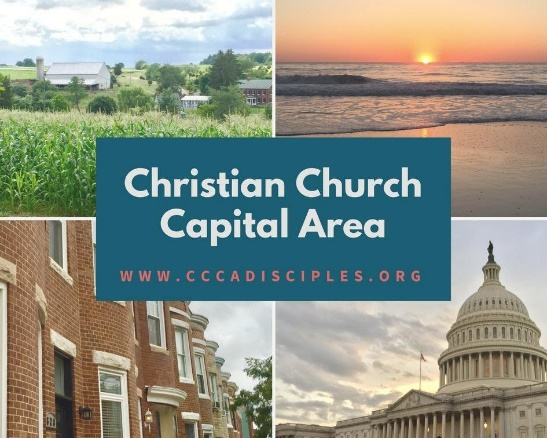 Christian Church
Capital Area
WWW.CCCADISCIPLES.ORG